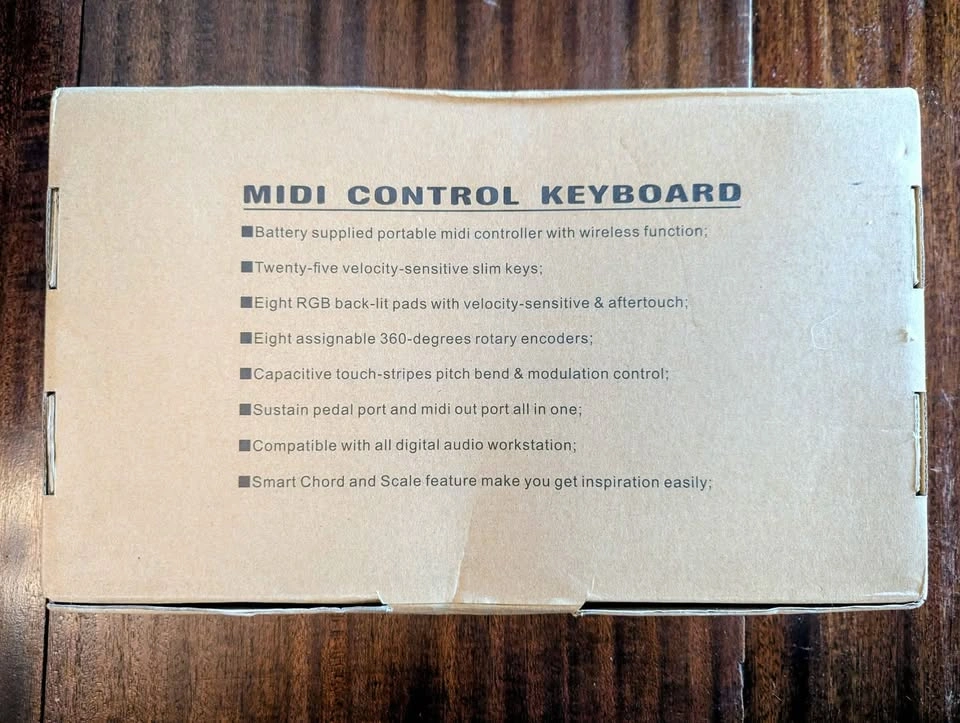 MIDI CONTROL KEYBOARD
■Battery supplied portable midi controller with wireless function;
■Twenty-five velocity-sensitive slim keys;
■Eight RGB back-lit pads with velocity-sensitive & aftertouch;
■Eight assignable 360-degrees rotary encoders;
■Capacitive touch-stripes pitch bend & modulation control;
■Sustain pedal port and midi out port all in one;
■Compatible with all digital audio workstation;
■Smart Chord and Scale feature make you get inspiration easily;